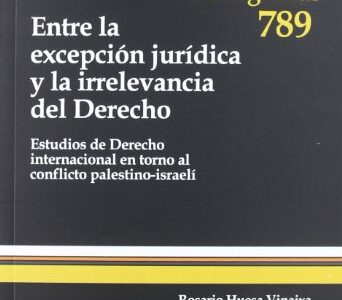 789
Entre la
excepción jurídica
y la irrelevancia
del Derecho
Estudios de Derecho
internacional en torno al
conflicto palestino-israelí
Rosario Huesa Vinaixa